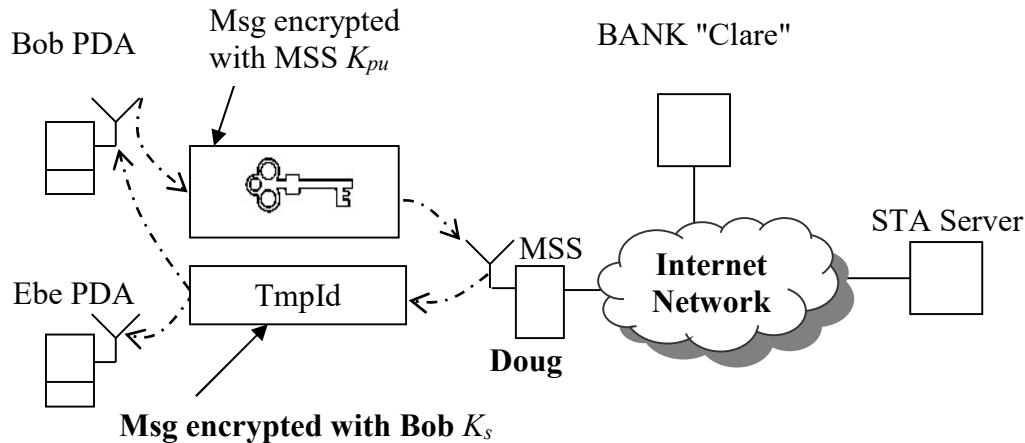 Bob PDA
Msg encrypted
with MSS Kpu
BANK "Clare"
STA Server
MSS
Internet
Network
Ebe PDA
TmpId
Doug
Msg encrypted with Bob Ks